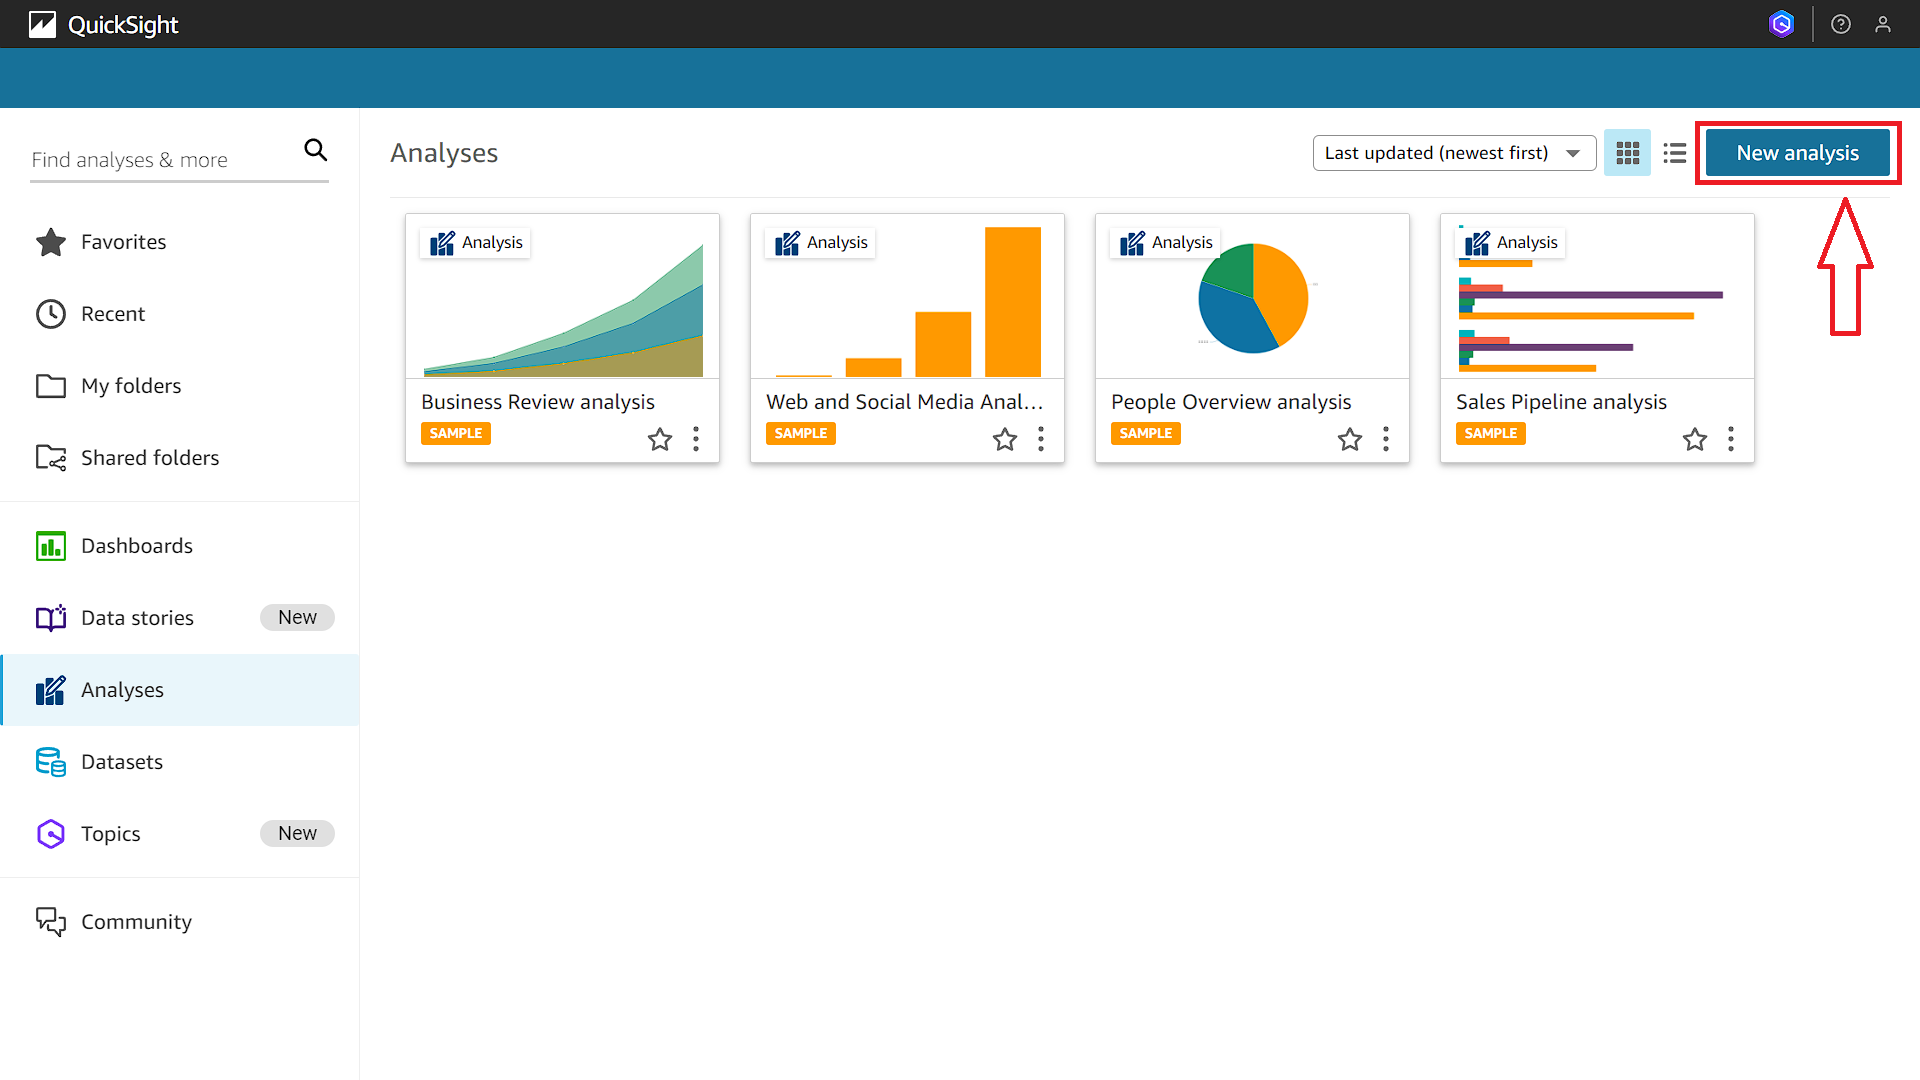 QuickSight
Find analyses & more
Favorites
Recent
My folders
Shared folders
Dashboards
Data stories New
Analyses
Datasets
Topics New
Community
Analyses
Last updated (newest first)
New analysis
Analysis
Business Review analysis
SAMPLE
Analysis
Web and Social Media Anal...
SAMPLE
Analysis
People Overview analysis
SAMPLE
Analysis
Sales Pipeline analysis
SAMPLE